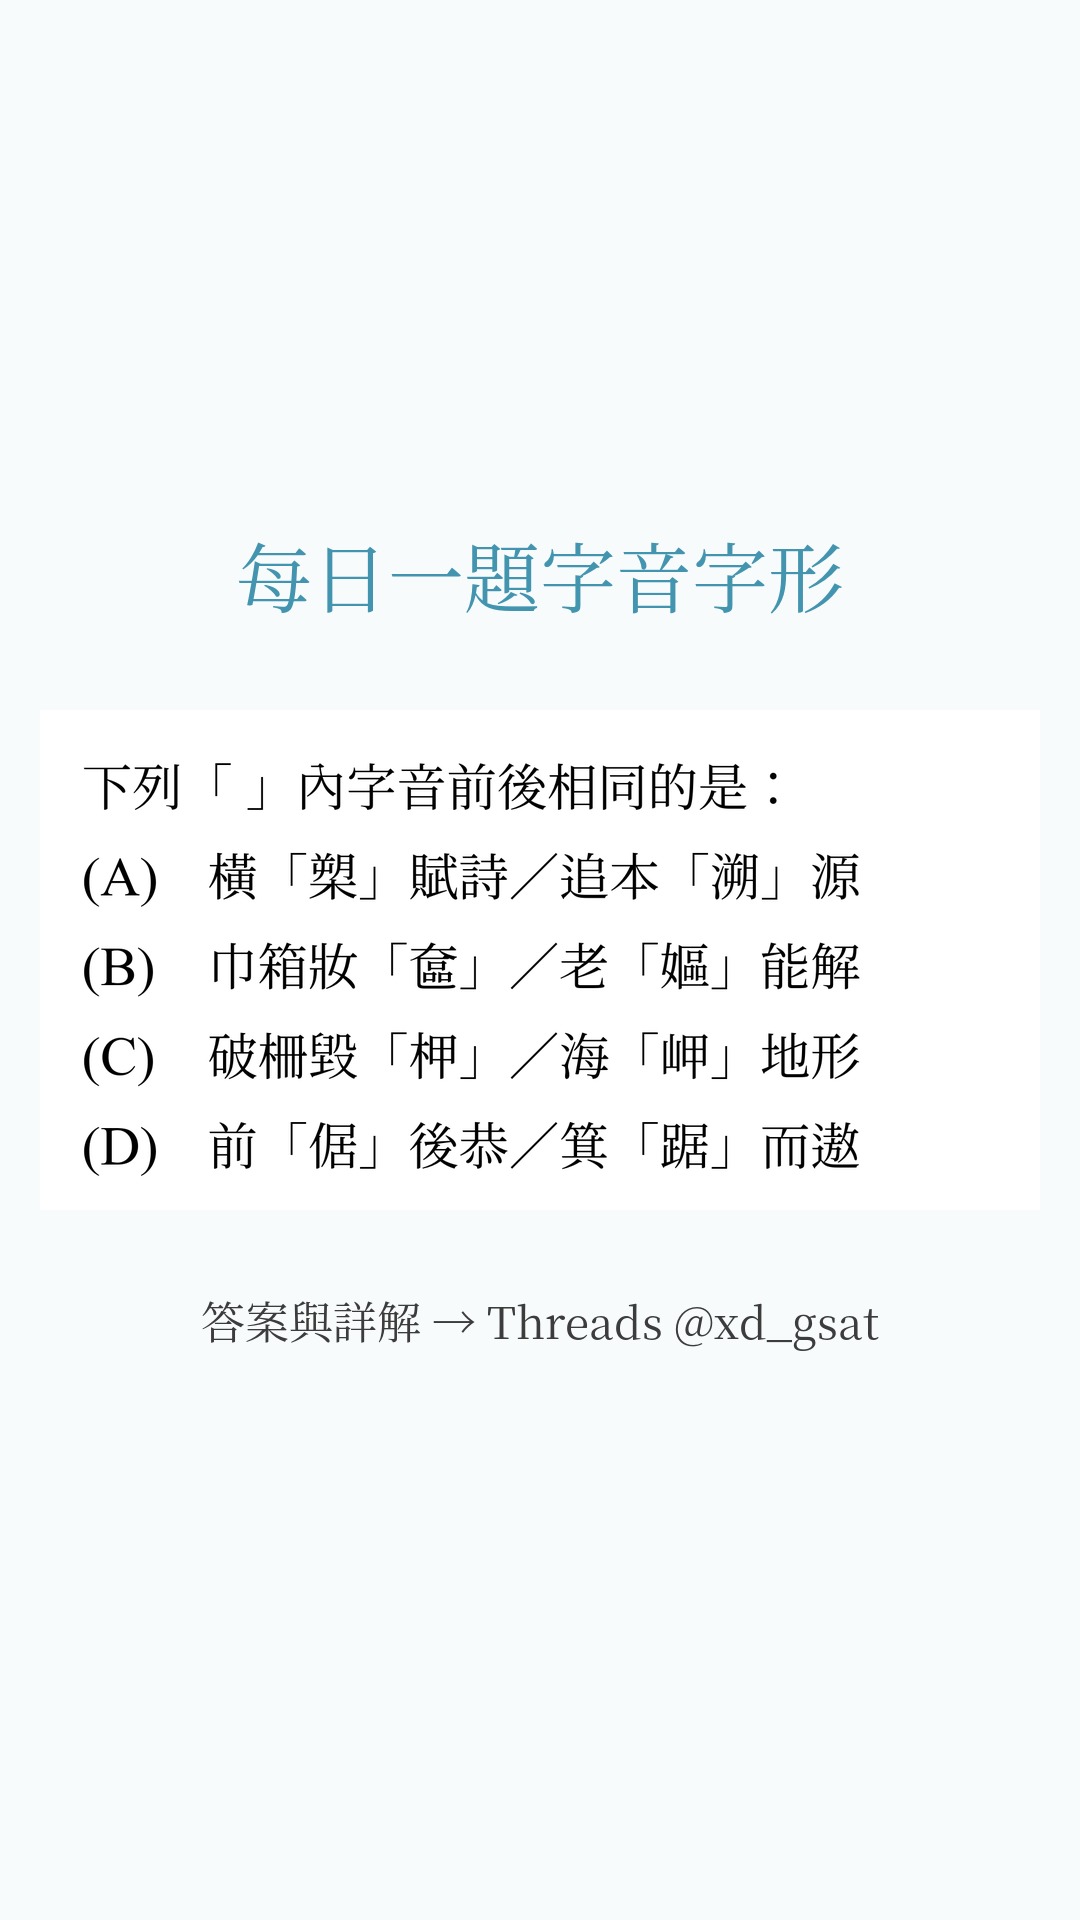 每日一題字音字形
下列「 」內字音前後相同的是：
(A) 橫「槊」賦詩／追本「溯」源
(B) 巾箱妝「奩」／老「嫗」能解
(C) 破柵毀「柙」／海「岬」地形
(D) 前「倨」後恭／箕「踞」而遨
答案與詳解 → Threads @xd_gsat